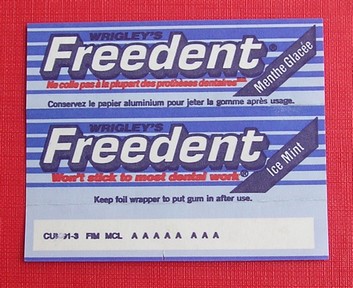 WRIGLEY'S
Freedent®
Menthe Glacée
Ne colle pas à la plupart des prothèses dentaires
Conservez le papier aluminium pour jeter la gomme après usage.
WRIGLEY'S
Freedent
Ice Mint
Won't stick to most dental work®
Keep foil wrapper to put gum in after use.
FIM MCL A A A A A A A A